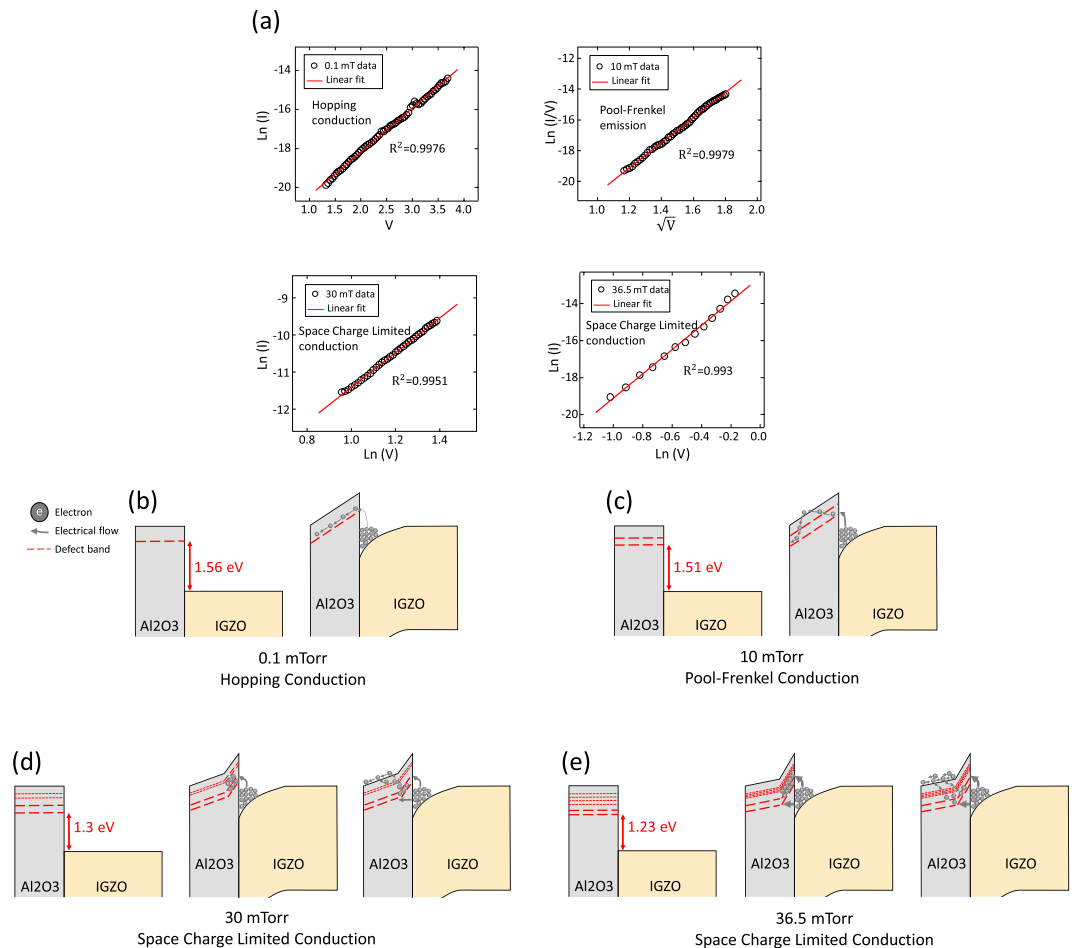 (a)
0.1 mT data
Linear fit
Hopping
conduction
R²=0.9976
Ln (I)
-14
-16
-18
-20
1.0 1.5 2.0 2.5 3.0 3.5 4.0
V
10 mT data
Linear fit
Pool-Frenkel
emission
R²=0.9979
Ln (I/V)
-12
-14
-16
-18
-20
1.0 1.2 1.4 1.6 1.8 2.0
√V
30 mT data
Linear fit
Space Charge Limited
conduction
R²=0.9951
Ln (I)
-9
-10
-11
-12
0.8 1.0 1.2 1.4
Ln (V)
36.5 mT data
Linear fit
Space Charge Limited
conduction
R²=0.993
Ln (I)
-14
-16
-18
-20
-1.2 -1.0 -0.8 -0.6 -0.4 -0.2 0.0
Ln (V)
e Electron
Electrical flow
Defect band
(b)
1.56 eV
Al2O3 IGZO
Al2O3 IGZO
0.1 mTorr
Hopping Conduction
(c)
1.51 eV
Al2O3 IGZO
Al2O3 IGZO
10 mTorr
Pool-Frenkel Conduction
(d)
1.3 eV
Al2O3 IGZO
Al2O3 IGZO
Al2O3 IGZO
30 mTorr
Space Charge Limited Conduction
(e)
1.23 eV
Al2O3 IGZO
Al2O3 IGZO
Al2O3 IGZO
36.5 mTorr
Space Charge Limited Conduction